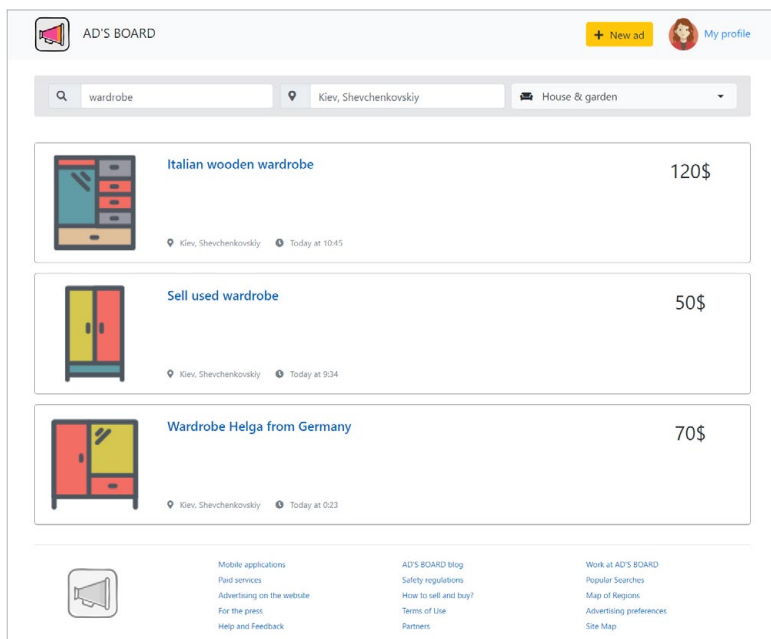 AD'S BOARD
New ad
My profile
wardrobe
Kiev, Shevchenkovskiy
House & garden
Italian wooden wardrobe
120$
Kiev, Shevchenkovskiy Today at 10:45
Sell used wardrobe
50$
Kiev, Shevchenkovskiy Today at 9:34
Wardrobe Helga from Germany
70$
Kiev, Shevchenkovskiy Today at 0:23
Mobile applications
Paid services
Advertising on the website
For the press
Help and Feedback
AD'S BOARD blog
Safety regulations
How to sell and buy?
Terms of Use
Partners
Work at AD'S BOARD
Popular Searches
Map of Regions
Advertising preferences
Site Map